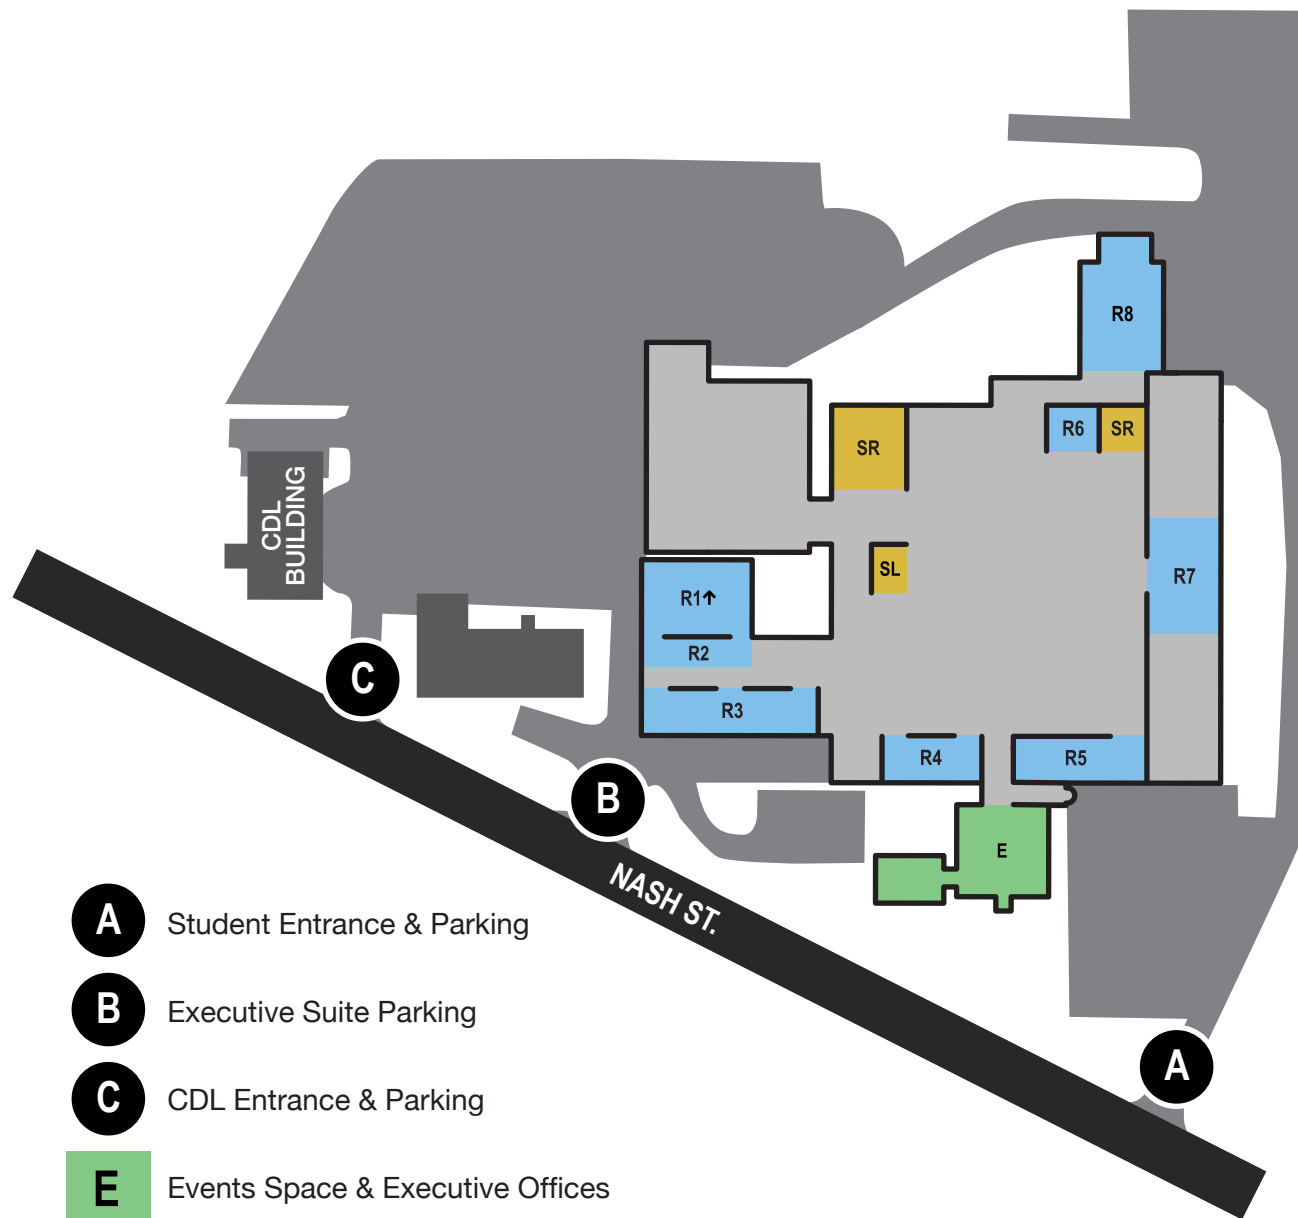 R8
R6
SR
SR
CDL
BUILDING
SL
R7
R1↑
R2
C
R3
R4
R5
B
E
NASH ST.
A
Student Entrance & Parking
B
Executive Suite Parking
A
C
CDL Entrance & Parking
E
Events Space & Executive Offices